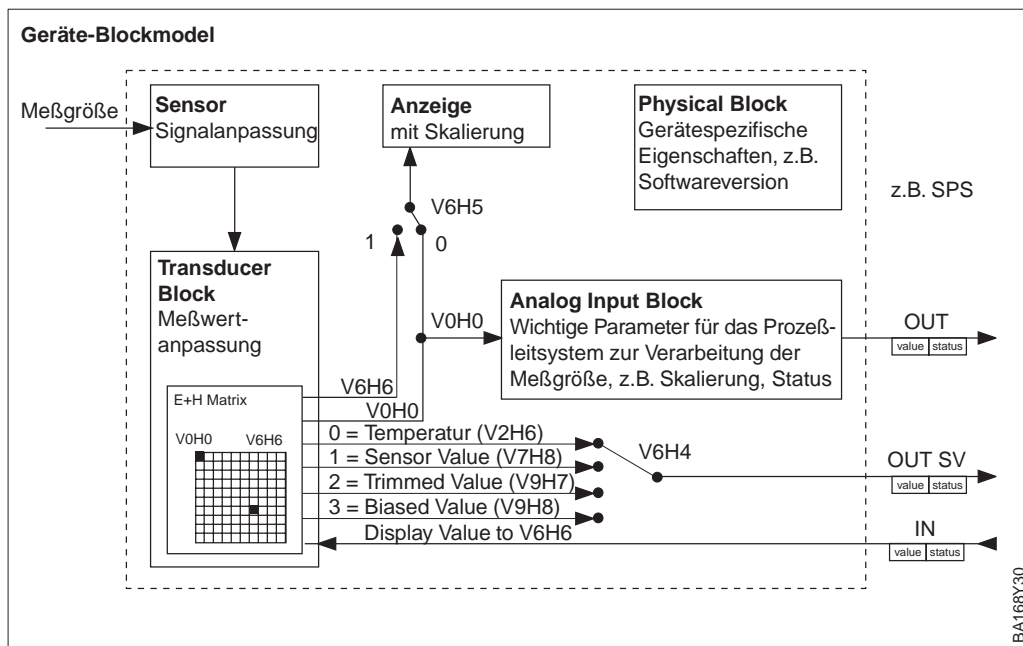 Geräte-Blockmodel
Meßgröße
Sensor
Signalanpassung
Anzeige
mit Skalierung
Physical Block
Gerätespezifische
Eigenschaften, z.B.
Softwareversion
z.B. SPS
V6H5
1
0
Transducer
Block
Meßwert-
anpassung
V0H0
Analog Input Block
Wichtige Parameter für das Prozeß-
leitsystem zur Verarbeitung der
Meßgröße, z.B. Skalierung, Status
OUT
value status
E+H Matrix
V0H0 V6H6
V6H6
V0H0
0 = Temperatur (V2H6)
1 = Sensor Value (V7H8)
2 = Trimmed Value (V9H7)
3 = Biased Value (V9H8)
Display Value to V6H6
V6H4
OUT SV
value status
IN
value status
BA168Y30